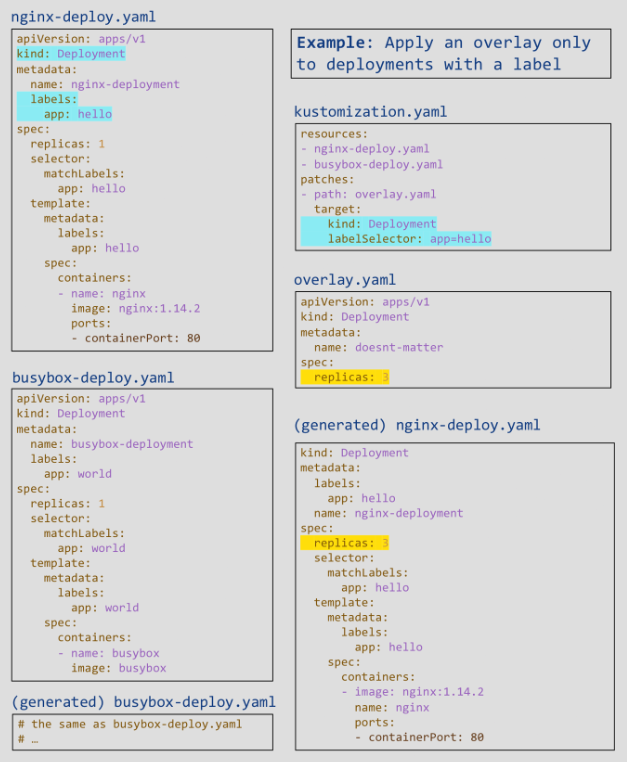 nginx-deploy.yaml
apiVersion: apps/v1
kind: Deployment
metadata:
  name: nginx-deployment
  labels:
    app: hello
spec:
  replicas: 1
  selector:
    matchLabels:
      app: hello
  template:
    metadata:
      labels:
        app: hello
    spec:
      containers:
      - name: nginx
        image: nginx:1.14.2
        ports:
        - containerPort: 80
busybox-deploy.yaml
apiVersion: apps/v1
kind: Deployment
metadata:
  name: busybox-deployment
  labels:
    app: world
spec:
  replicas: 1
  selector:
    matchLabels:
      app: world
  template:
    metadata:
      labels:
        app: world
    spec:
      containers:
      - name: busybox
        image: busybox
(generated) busybox-deploy.yaml
# the same as busybox-deploy.yaml
# …
Example: Apply an overlay only
to deployments with a label
kustomization.yaml
resources:
- nginx-deploy.yaml
- busybox-deploy.yaml
patches:
- path: overlay.yaml
  target:
    kind: Deployment
    labelSelector: app=hello
overlay.yaml
apiVersion: apps/v1
kind: Deployment
metadata:
  name: doesnt-matter
spec:
  replicas: 3
(generated) nginx-deploy.yaml
kind: Deployment
metadata:
  labels:
    app: hello
  name: nginx-deployment
spec:
  replicas: 3
  selector:
    matchLabels:
      app: hello
  template:
    metadata:
      labels:
        app: hello
    spec:
      containers:
      - image: nginx:1.14.2
        name: nginx
        ports:
        - containerPort: 80